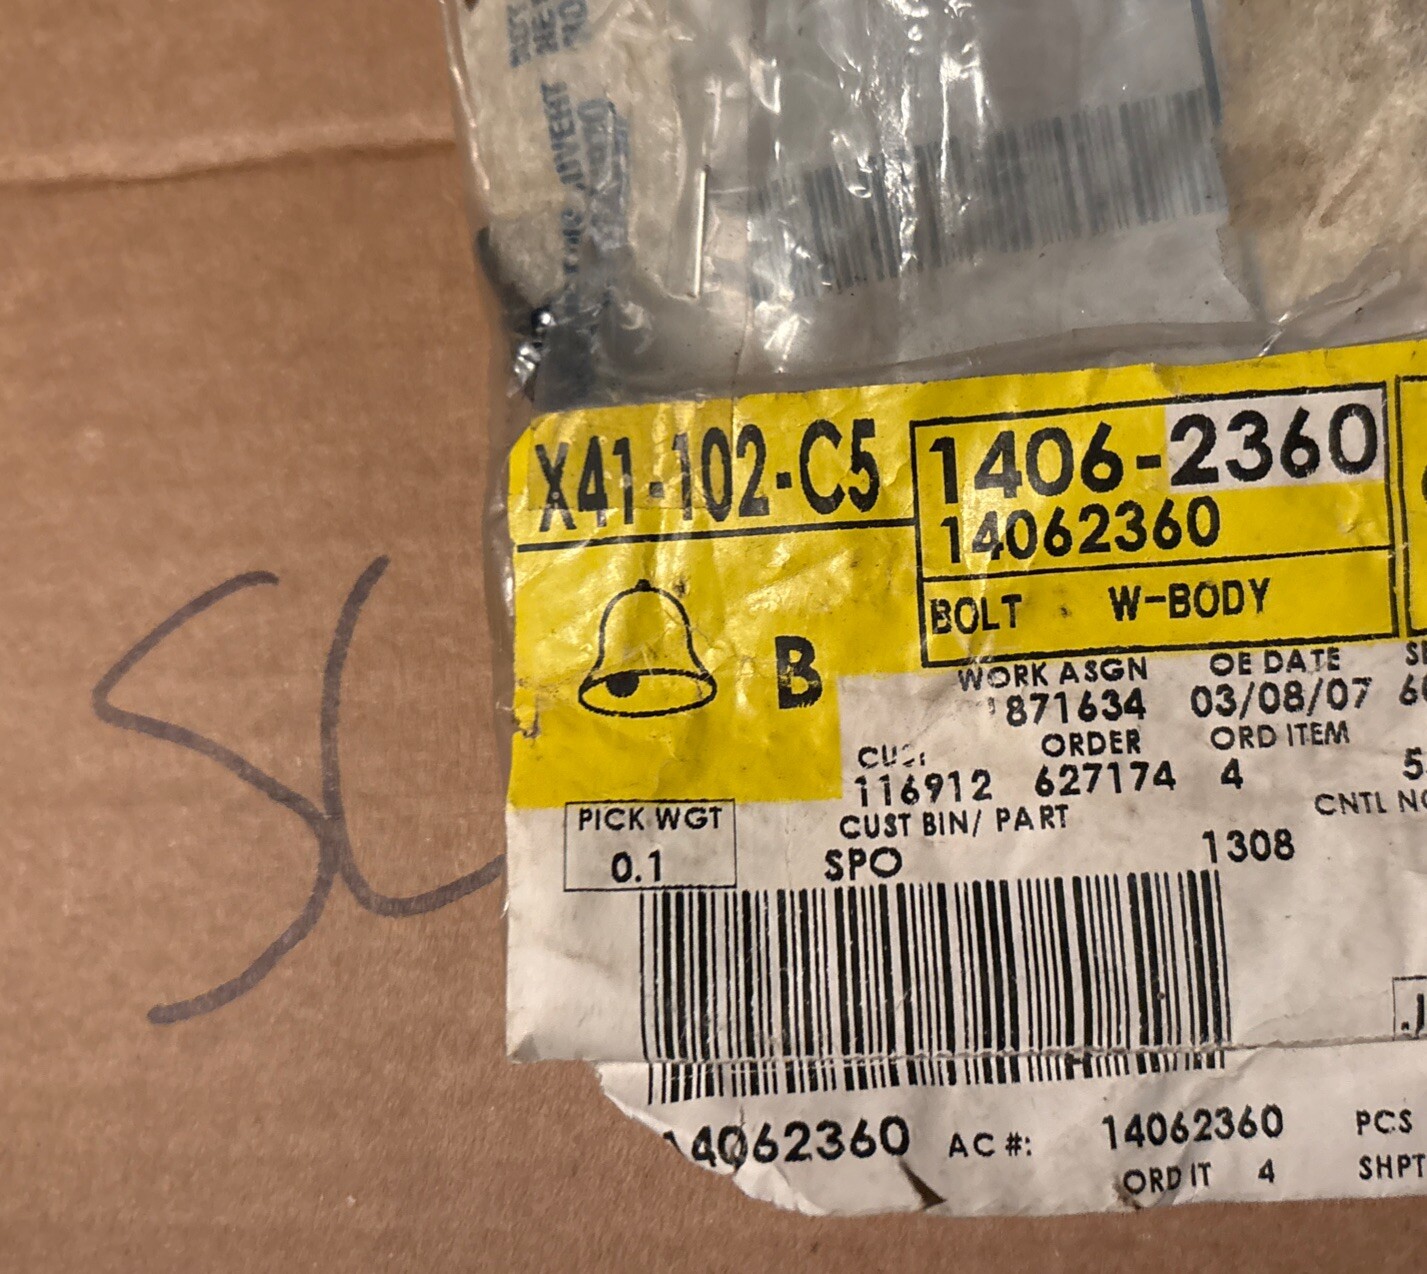 X41-102-C5
1406-2360
14062360
BOLT W-BODY
B
WORK ASGN OE DATE
871634 03/08/07
ORDER ORD ITEM
116912 627174 4
PICK WGT CUST BIN/ PART CNTL
0.1 SPO 1308
14062360 AC #: 14062360 PCS
ORD IT 4 SHPT
SL